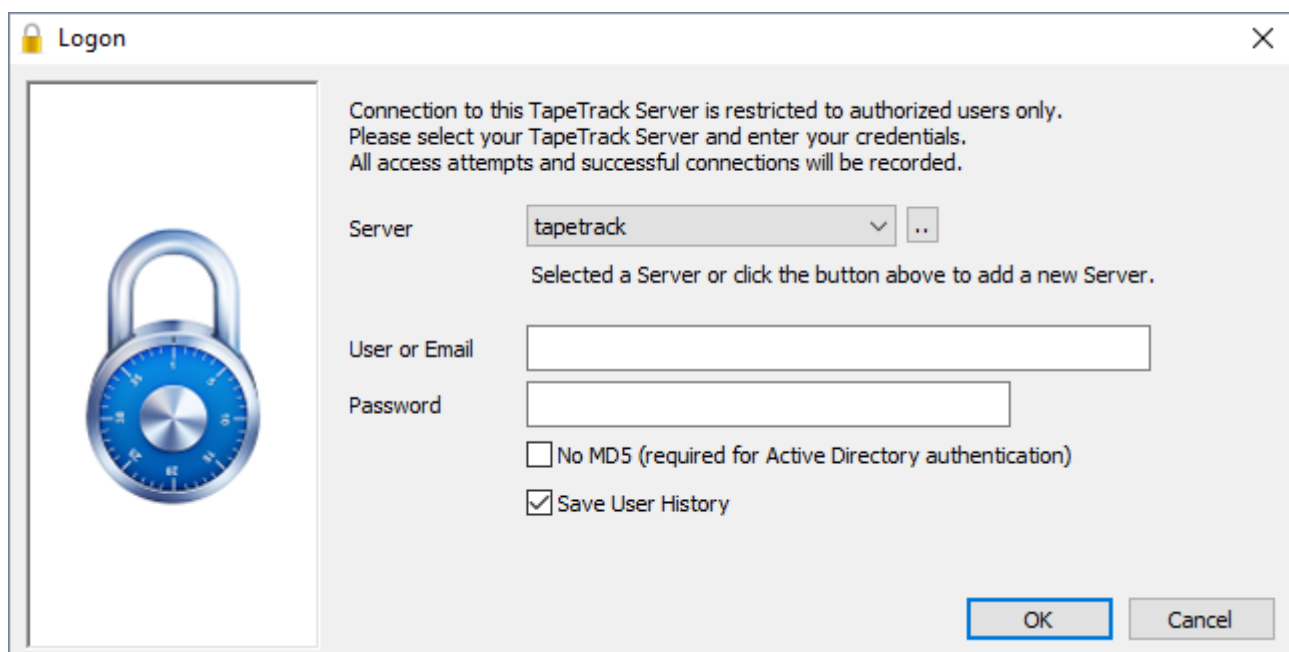 Logon
Connection to this TapeTrack Server is restricted to authorized users only.
Please select your TapeTrack Server and enter your credentials.
All access attempts and successful connections will be recorded.
Server
tapetrack
..
Selected a Server or click the button above to add a new Server.
User or Email
Password
No MD5 (required for Active Directory authentication)
Save User History
OK
Cancel